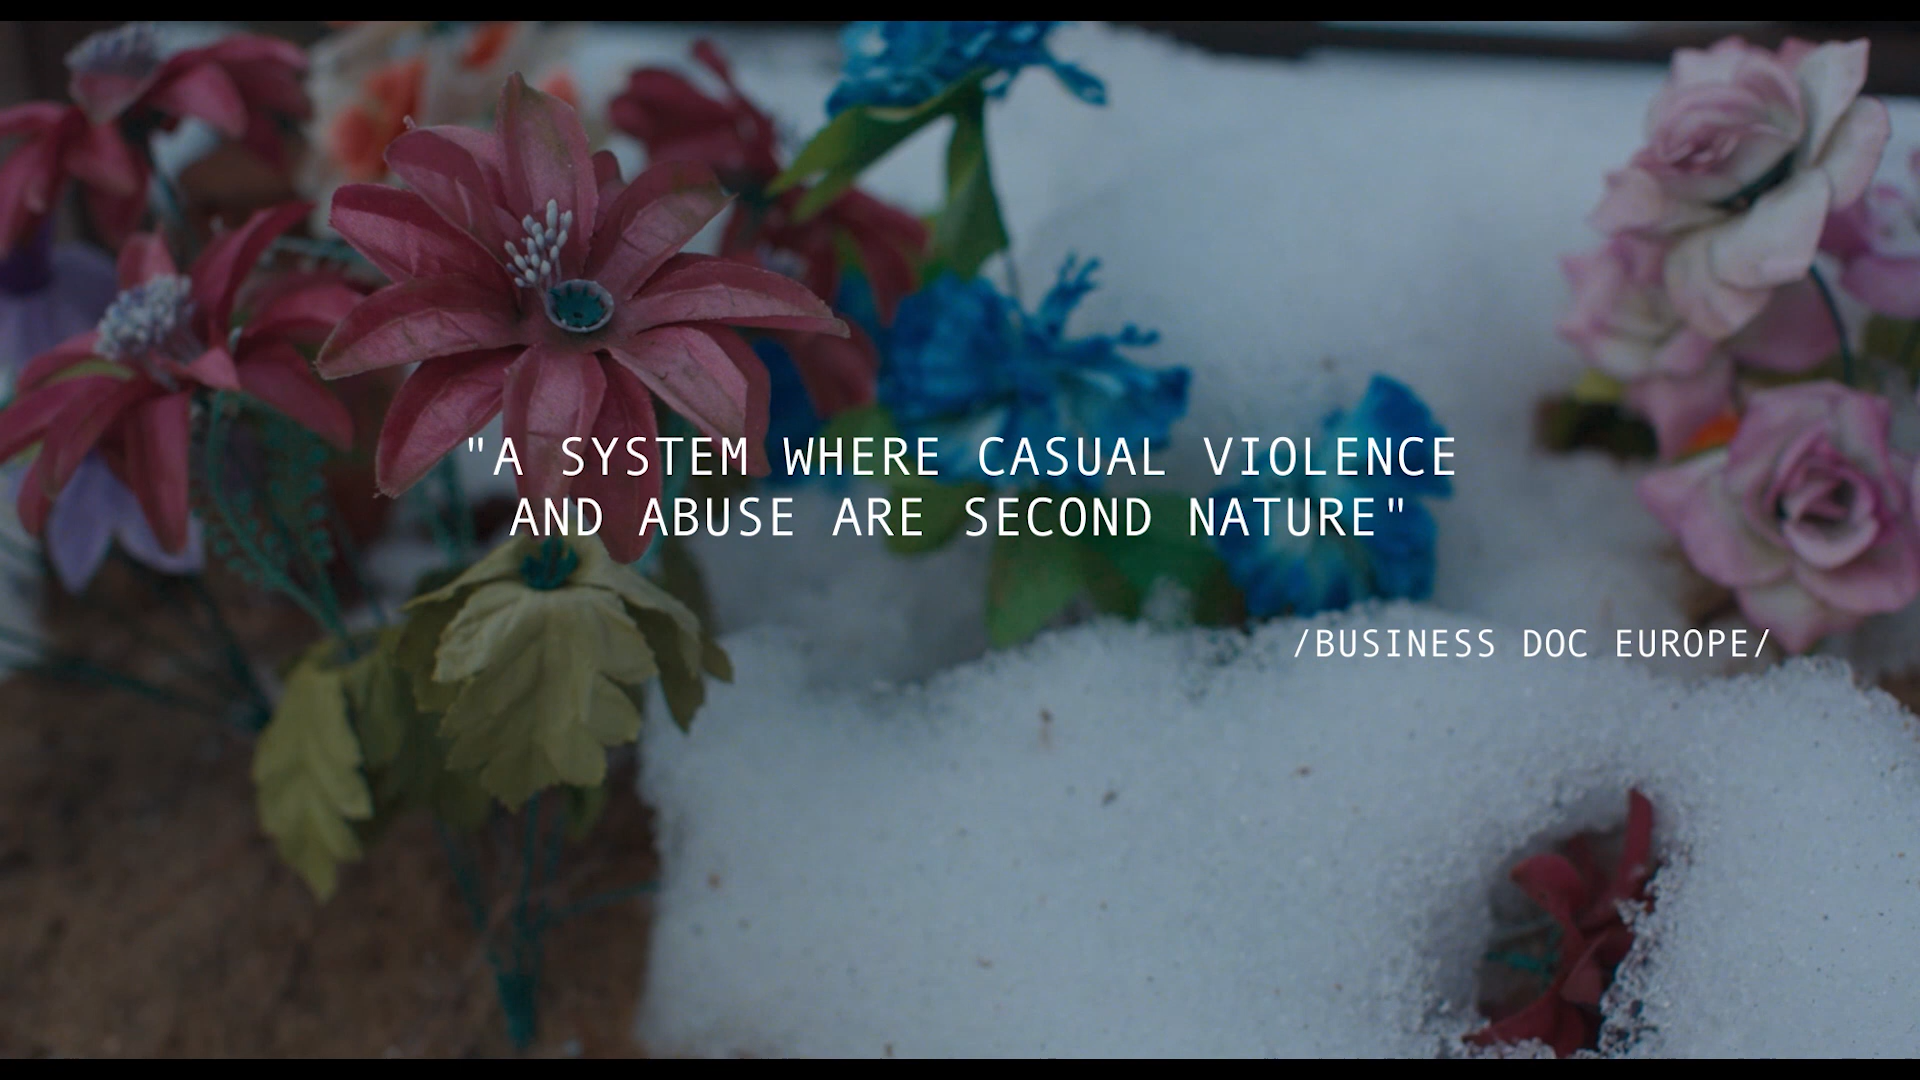 "A SYSTEM WHERE CASUAL VIOLENCE
AND ABUSE ARE SECOND NATURE"
/BUSINESS DOC EUROPE/